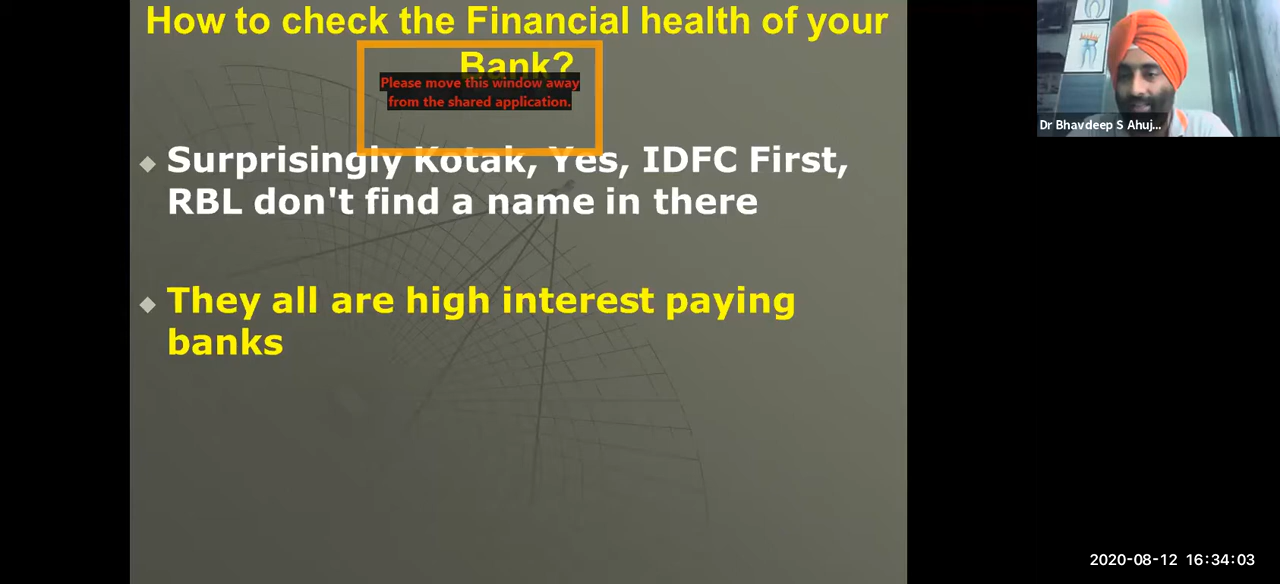 How to check the Financial health of your
Bank?
Please move this window away
from the shared application.
Surprisingly Kotak, Yes, IDFC First,
RBL don't find a name in there
They all are high interest paying
banks
Dr Bhavdeep S Ahuj...
2020-08-12 16:34:03